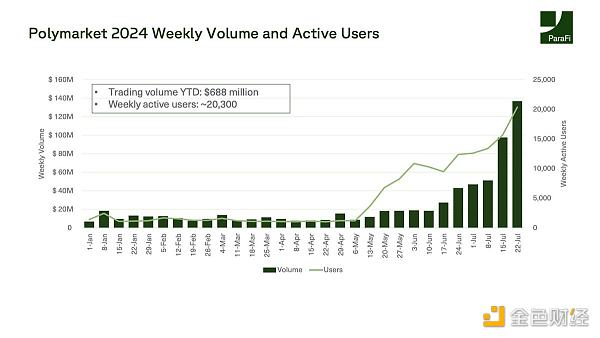 Polymarket 2024 Weekly Volume and Active Users
ParaFi
• Trading volume YTD: $688 million
• Weekly active users: ~20,300
Weekly Volume
$ 160M
$ 140M
$ 120M
$ 100M
$ 80M
$ 60M
$ 40M
$ 20M
0
25,000
20,000
15,000
10,000
5,000
0
Weekly Active Users
1-Jan
8-Jan
15-Jan
22-Jan
29-Jan
5-Feb
12-Feb
19-Feb
26-Feb
4-Mar
11-Mar
18-Mar
25-Mar
1-Apr
8-Apr
15-Apr
22-Apr
29-Apr
6-May
13-May
20-May
27-May
3-Jun
10-Jun
17-Jun
24-Jun
1-Jul
8-Jul
15-Jul
22-Jul
Volume
Users
金色财经